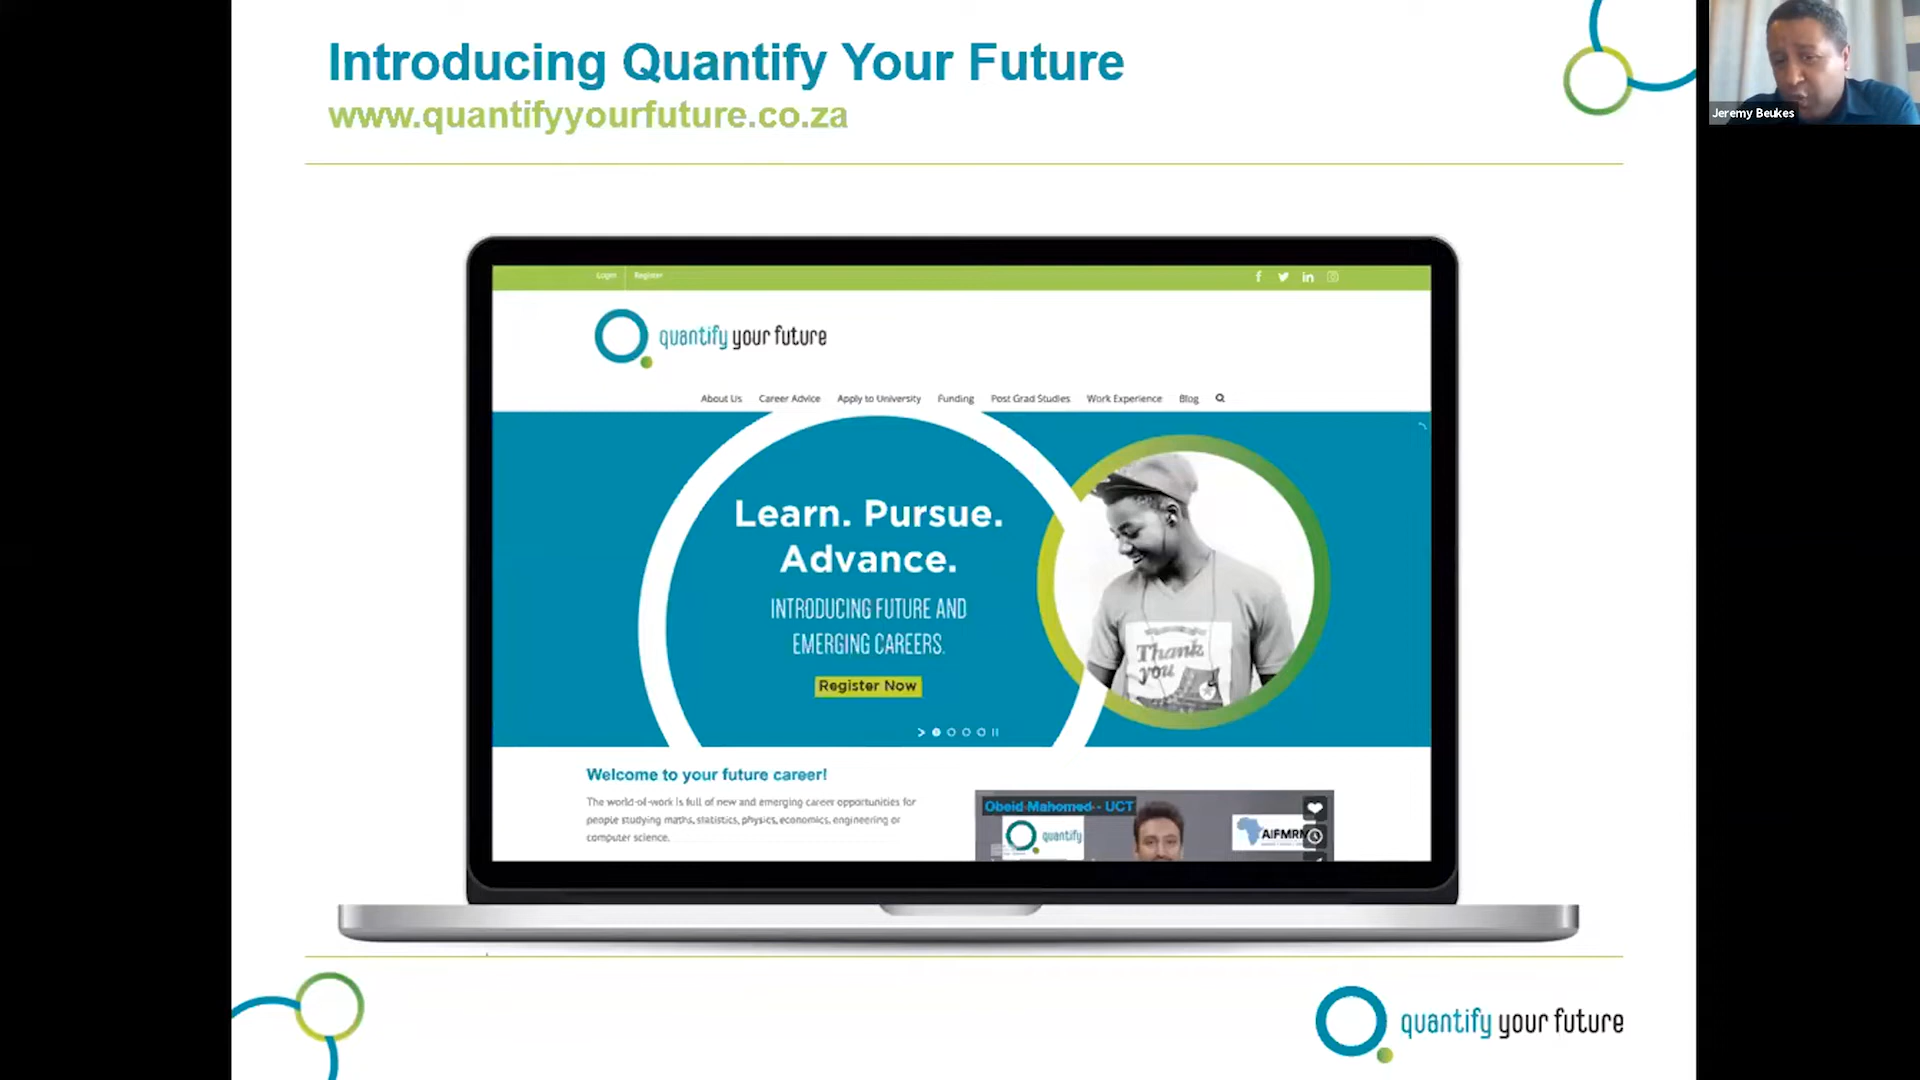 Introducing Quantify Your Future
www.quantifyyourfuture.co.za
Jeremy Beukes
Login
Register
quantify your future
About Us
Career Advice
Apply to University
Funding
Post Grad Studies
Work Experience
Blog
Learn. Pursue.
Advance.
INTRODUCING FUTURE AND
EMERGING CAREERS.
Register Now
Thank
you
Welcome to your future career!
The world-of-work is full of new and emerging career opportunities for
people studying maths, statistics, physics, economics, engineering or
computer science.
Obeid Mahomed - UCT
quantify
AIFMRM
quantify your future